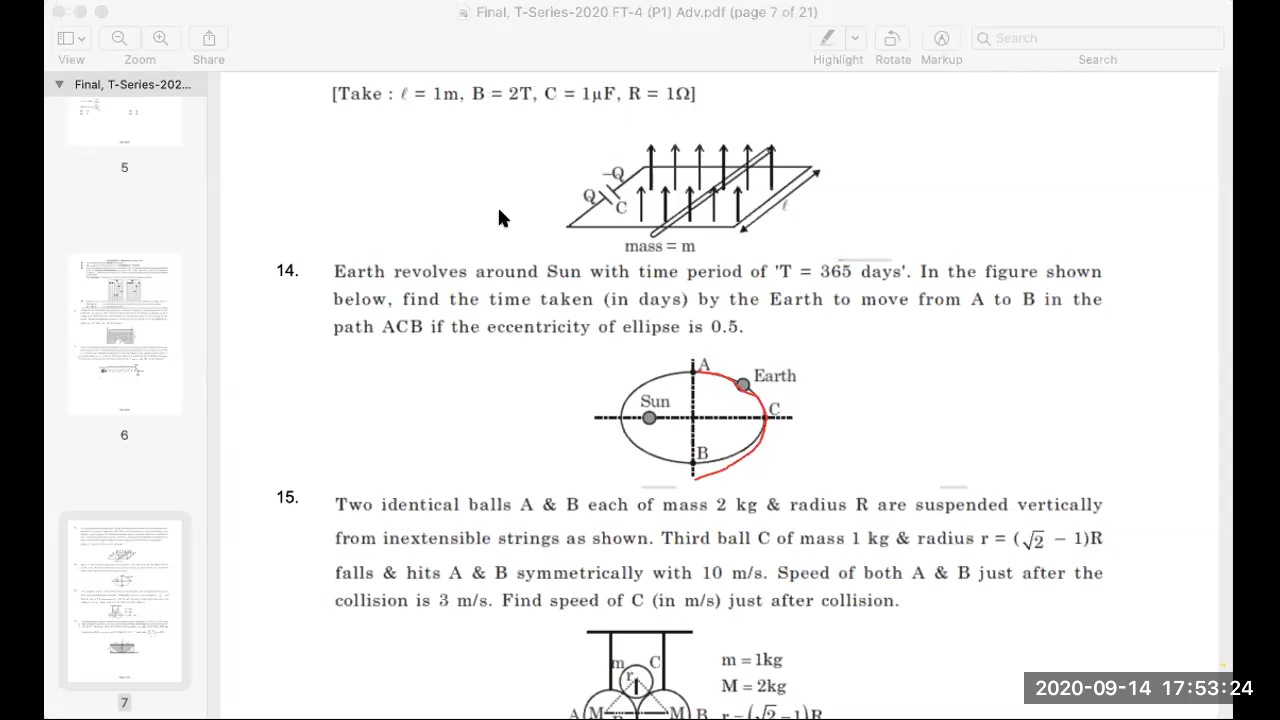 Final, T-Series-2020 FT-4 (P1) Adv.pdf (page 7 of 21)
View
Zoom
Share
Highlight
Rotate
Markup
Search
Search
Final, T-Series-202...
5
6
7
[Take : ℓ = 1m, B = 2T, C = 1μF, R = 1Ω]
–Q
Q
C
ℓ
mass = m
14. Earth revolves around Sun with time period of 'T = 365 days'. In the figure shown
below, find the time taken (in days) by the Earth to move from A to B in the
path ACB if the eccentricity of ellipse is 0.5.
A
Earth
Sun
C
B
15. Two identical balls A & B each of mass 2 kg & radius R are suspended vertically
from inextensible strings as shown. Third ball C of mass 1 kg & radius r = (√2 – 1)R
falls & hits A & B symmetrically with 10 m/s. Speed of both A & B just after the
collision is 3 m/s. Find speed of C (in m/s) just after collision.
m C
r
m = 1kg
M = 2kg
A M M B r = (√2 – 1)R
2020-09-14 17:53:24